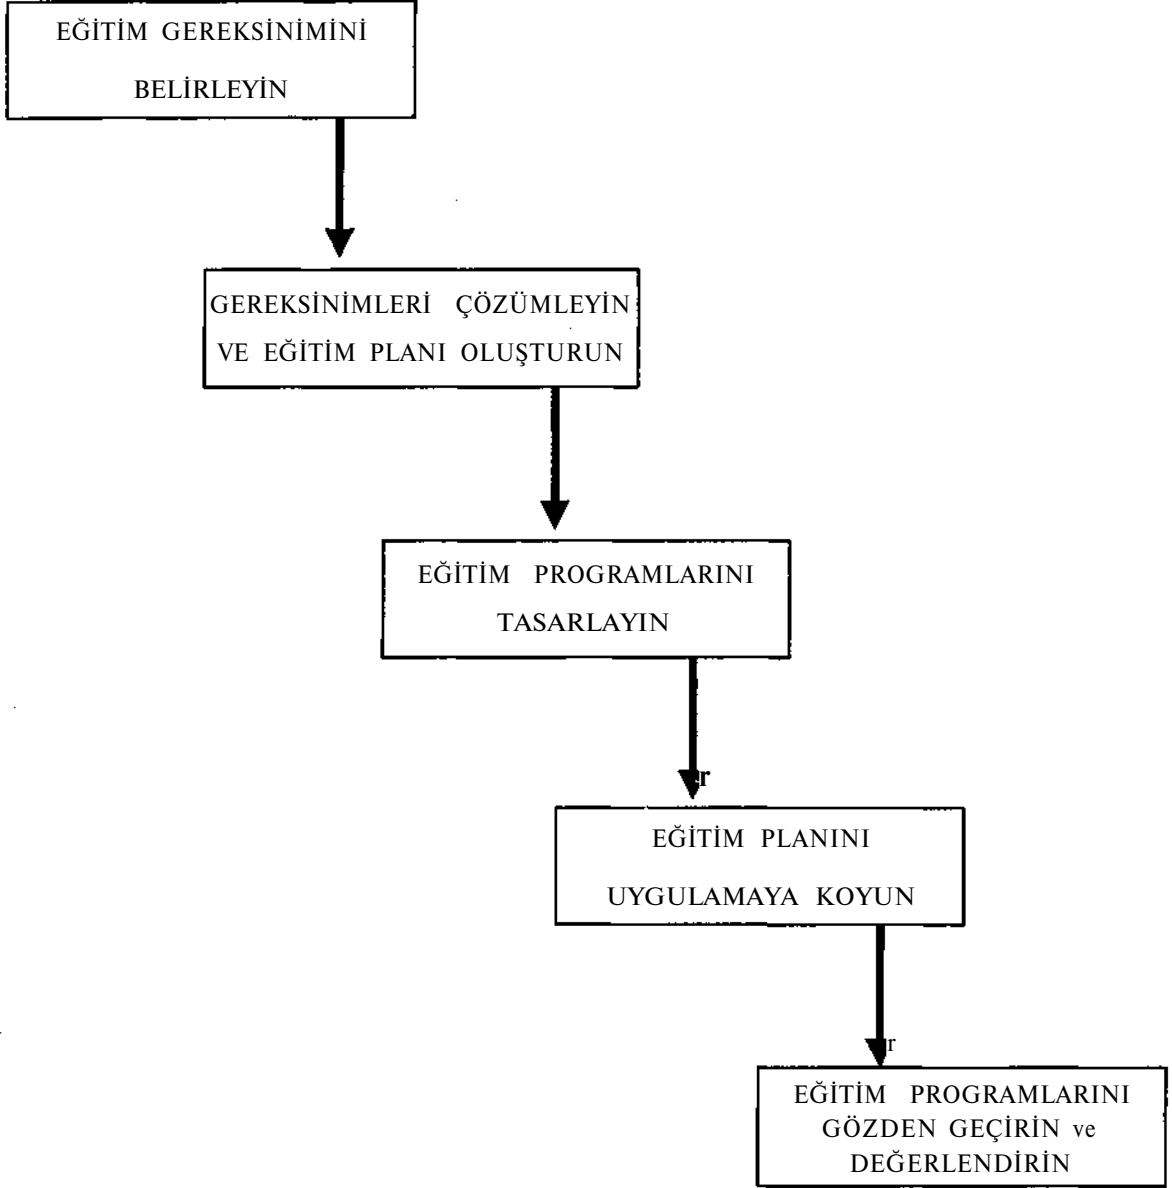 EĞİTİM GEREKSİNİMİNİ
BELİRLEYİN
GEREKSİNİMLERİ ÇÖZÜMLEYİN
VE EĞİTİM PLANI OLUŞTURUN
EĞİTİM PROGRAMLARINI
TASARLAYIN
r
EĞİTİM PLANINI
UYGULAMAYA KOYUN
r
EĞİTİM PROGRAMLARINI
GÖZDEN GEÇİRİN ve
DEĞERLENDİRİN